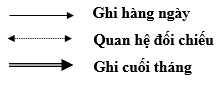 Ghi hàng ngày
Quan hệ đối chiếu
Ghi cuối tháng